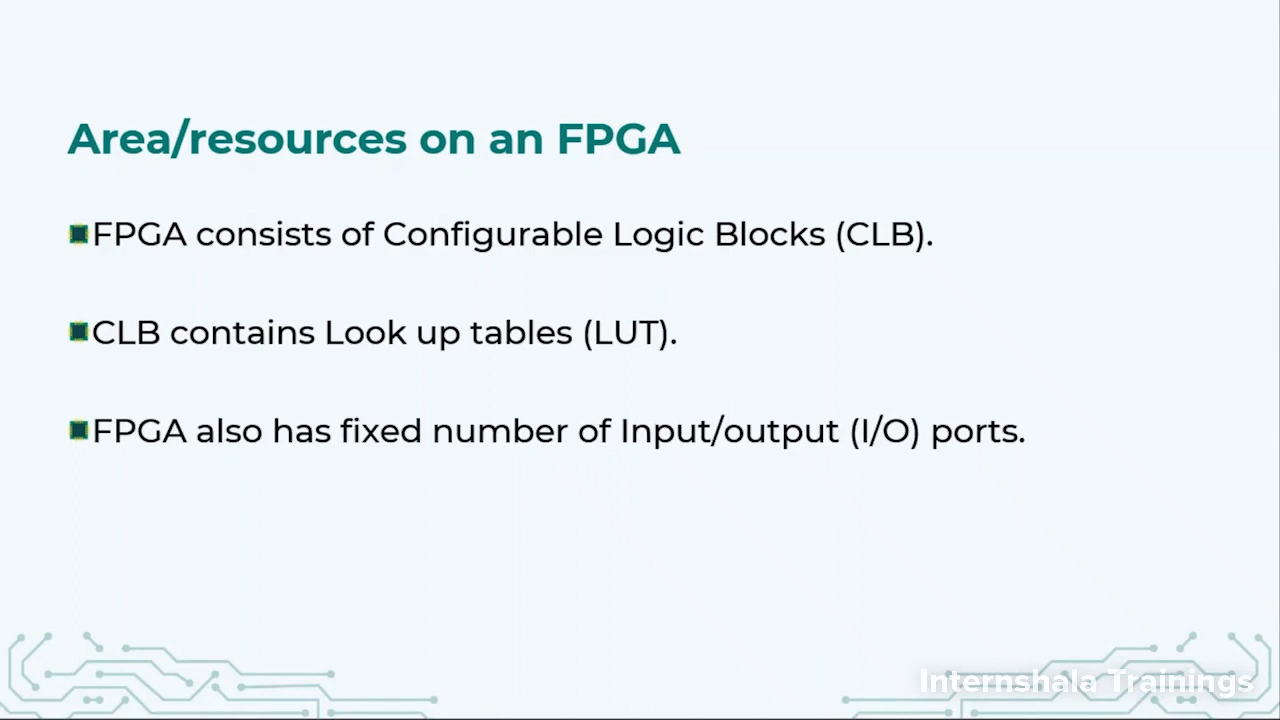 Area/resources on an FPGA
FPGA consists of Configurable Logic Blocks (CLB).
CLB contains Look up tables (LUT).
FPGA also has fixed number of Input/output (I/O) ports.
Internshala Trainings